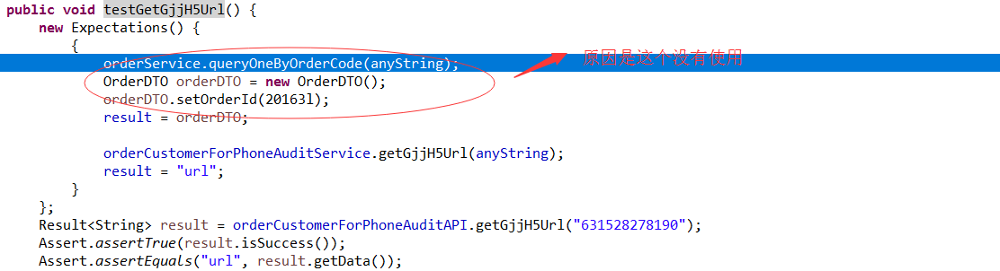 public void testGetGjjH5Url() {
new Expectations() {
{
orderService.queryOneByOrderCode(anyString);
原因是这个没有使用
OrderDTO orderDTO = new OrderDTO();
orderDTO.setOrderId(20163l);
result = orderDTO;
orderCustomerForPhoneAuditService.getGjjH5Url(anyString);
result = "url";
}
};
Result<String> result = orderCustomerForPhoneAuditAPI.getGjjH5Url("631528278190");
Assert.assertTrue(result.isSuccess());
Assert.assertEquals("url", result.getData());